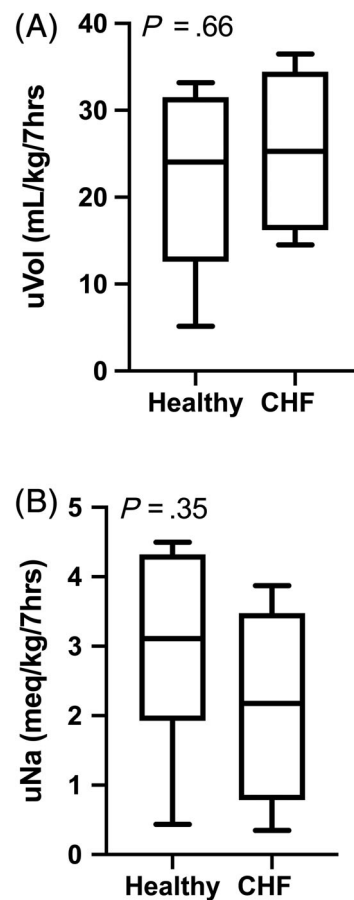 (A)
P = .66
uVol (mL/kg/7hrs)
40
30
20
10
0
Healthy CHF
(B)
P = .35
uNa (meq/kg/7hrs)
5
4
3
2
1
0
Healthy CHF